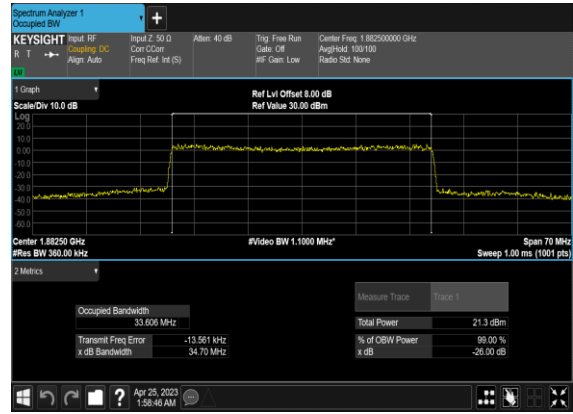 Spectrum Analyzer 1
Occupied BW
+
KEYSIGHT Input: RF Input Z: 50 Ω Atten: 40 dB Trig: Free Run Center Freq: 1.882500000 GHz
R T Coupling: DC Corr CCorr Gate: Off Avg|Hold: 100/100
Align: Auto Freq Ref: Int (S) #IF Gain: Low Radio Std: None
LW
1 Graph
Ref Lvl Offset 8.00 dB
Scale/Div 10.0 dB Ref Value 30.00 dBm
Log
20.0
10.0
0.00
-10.0
-20.0
-30.0
-40.0
-50.0
-60.0
Center 1.88250 GHz #Video BW 1.1000 MHz* Span 70 MHz
#Res BW 360.00 kHz Sweep 1.00 ms (1001 pts)
2 Metrics
Measure Trace Trace 1
Occupied Bandwidth
33.606 MHz Total Power 21.3 dBm
Transmit Freq Error -13.561 kHz % of OBW Power 99.00 %
x dB Bandwidth 34.70 MHz x dB -26.00 dB
? Apr 25, 2023
1:58:46 AM